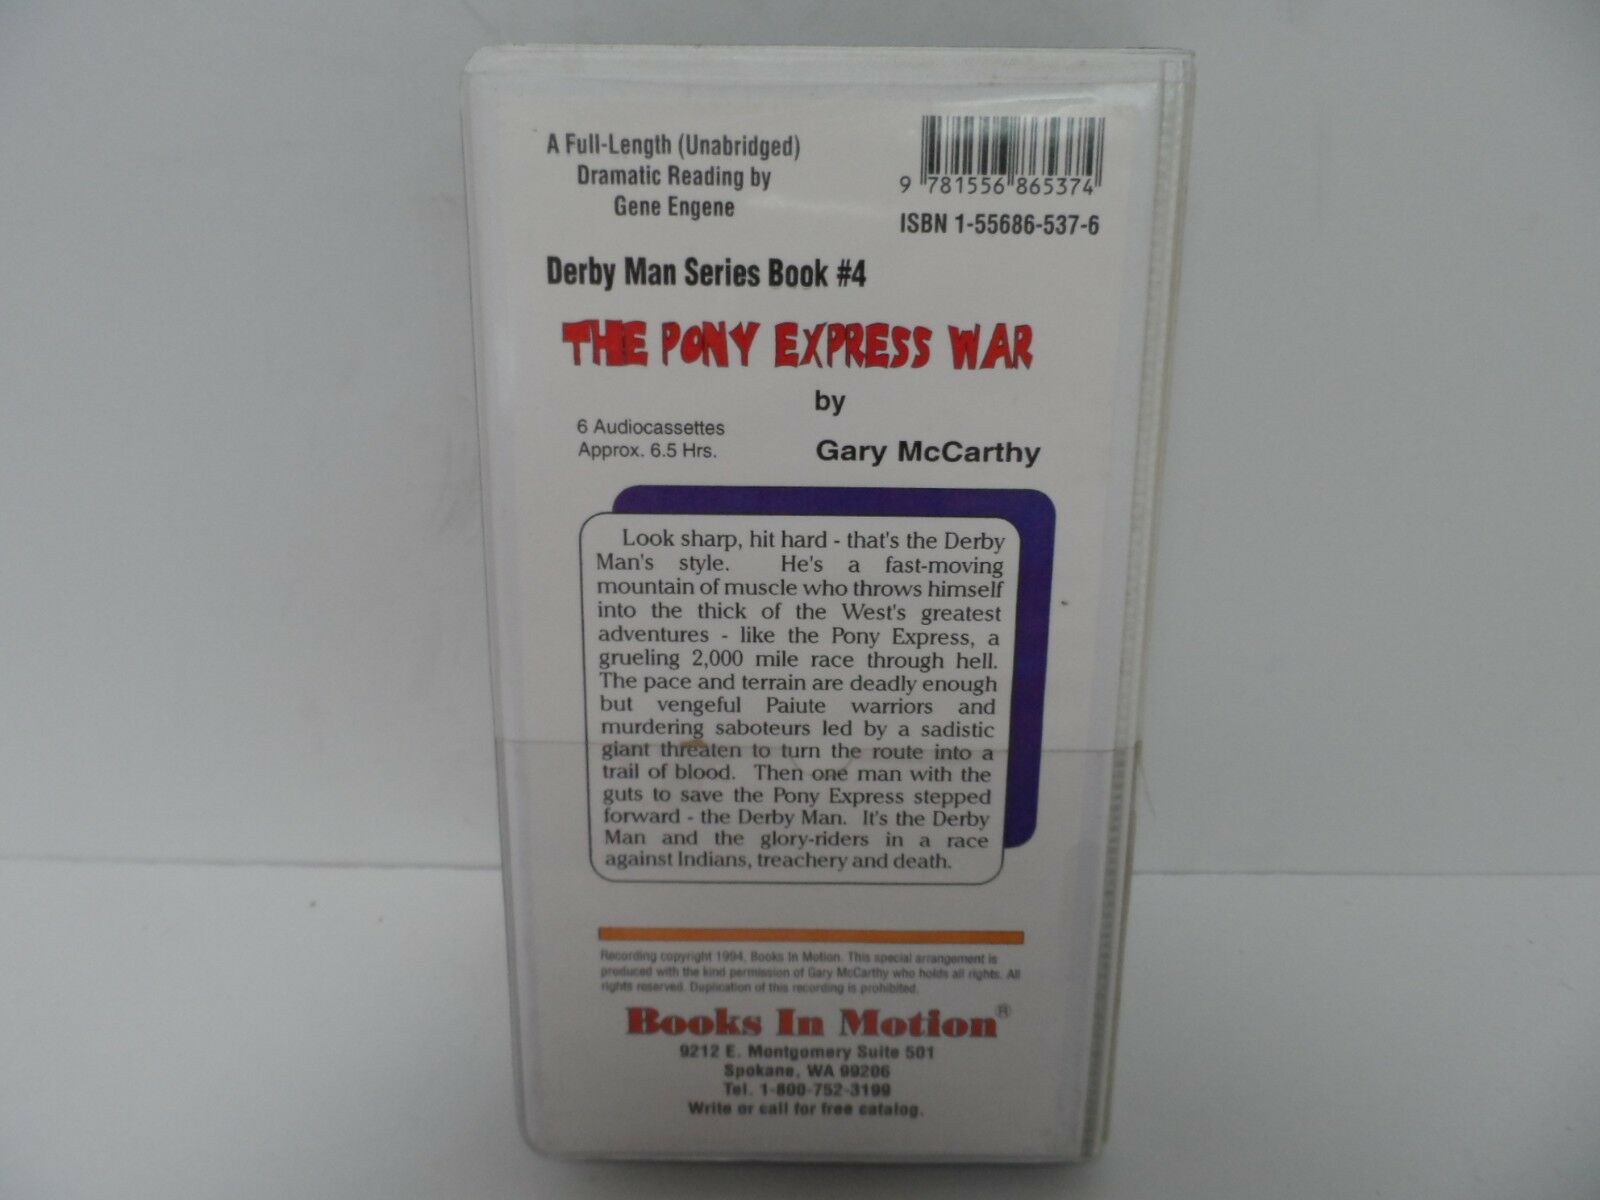 A Full-Length (Unabridged)
Dramatic Reading by
Gene Engene
9 781556 865374
ISBN 1-55686-537-6
Derby Man Series Book #4
THE PONY EXPRESS WAR
by
6 Audiocassettes
Approx. 6.5 Hrs.
Gary McCarthy
Look sharp, hit hard - that's the Derby
Man's style. He's a fast-moving
mountain of muscle who throws himself
into the thick of the West's greatest
adventures - like the Pony Express, a
grueling 2,000 mile race through hell.
The pace and terrain are deadly enough
but vengeful Paiute warriors and
murdering saboteurs led by a sadistic
giant threaten to turn the route into a
trail of blood. Then one man with the
guts to save the Pony Express stepped
forward - the Derby Man. It's the Derby
Man and the glory-riders in a race
against Indians, treachery and death.
Recording copyright 1994, Books In Motion. This special arrangement is
produced with the kind permission of Gary McCarthy who holds all rights. All
rights reserved. Duplication of this recording is prohibited.
Books In Motion®
9212 E. Montgomery Suite 501
Spokane, WA 99206
Tel. 1-800-752-3199
Write or call for free catalog.